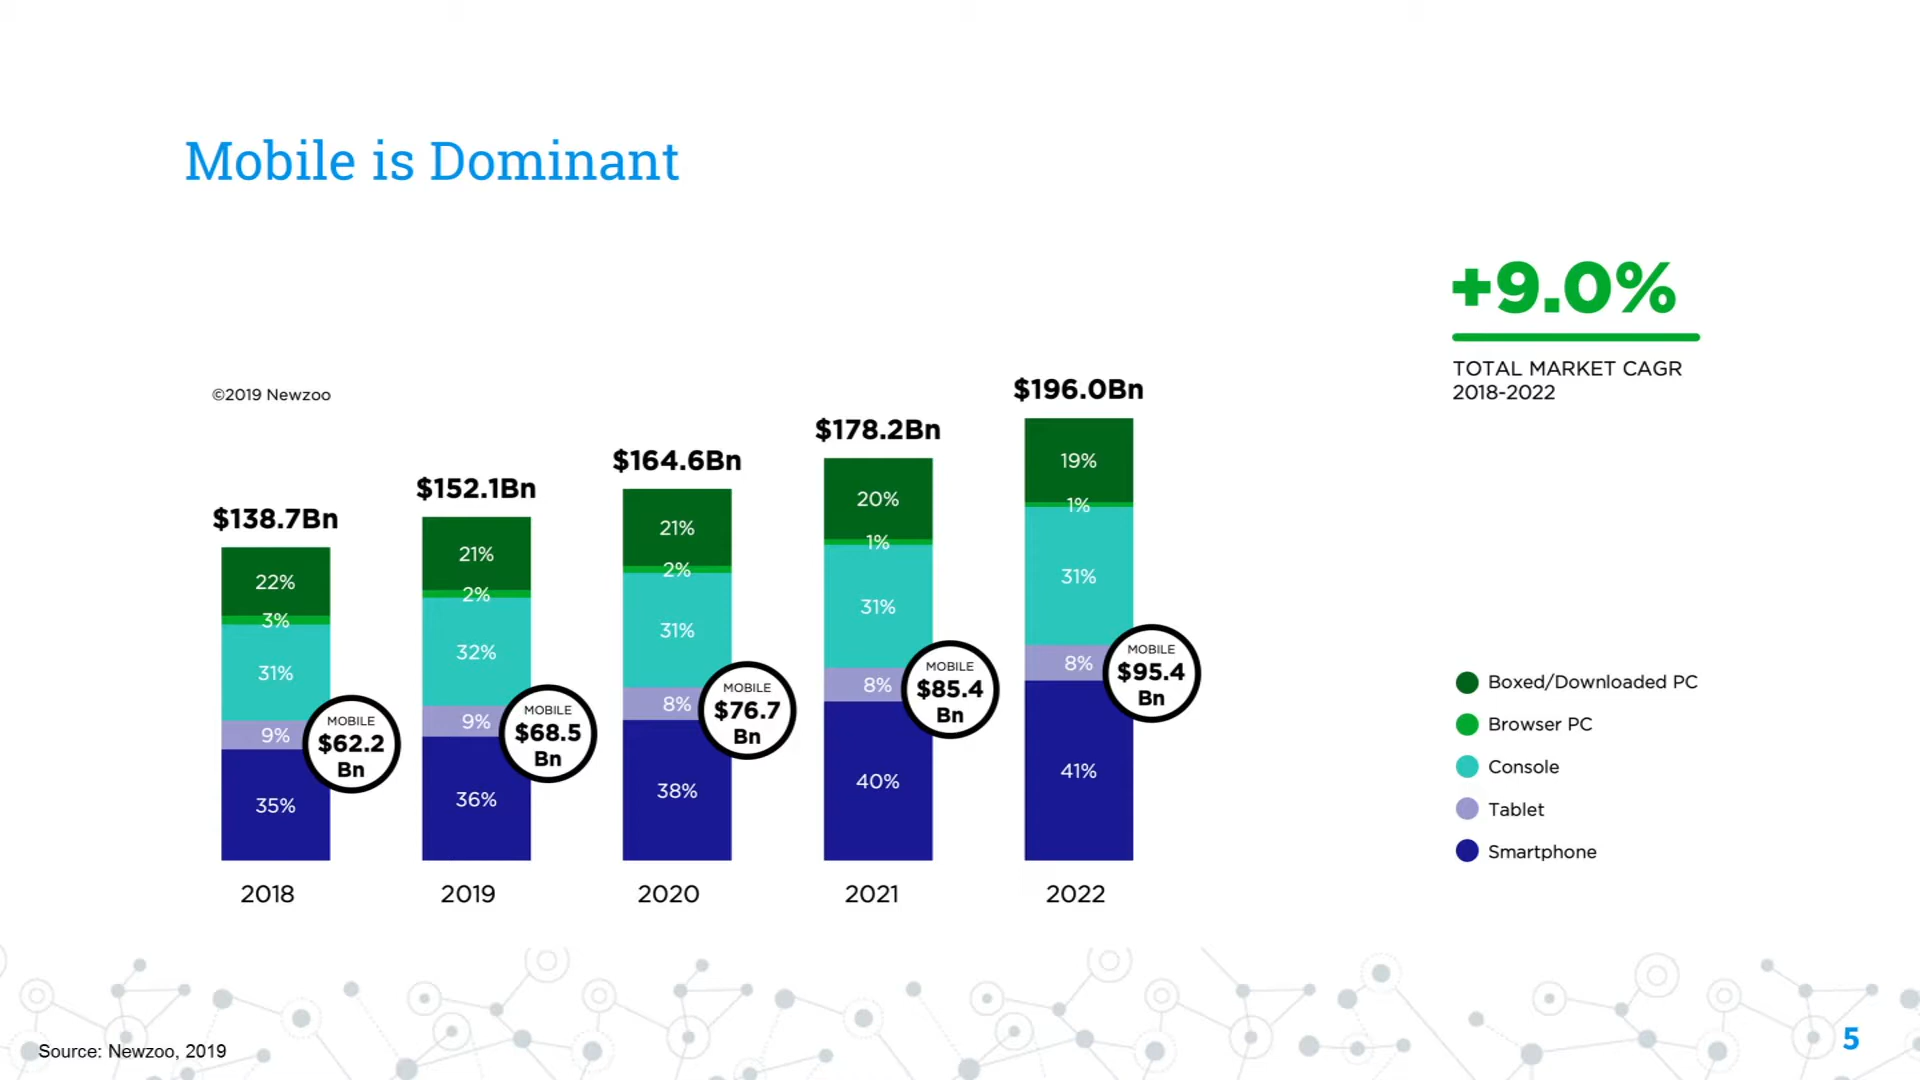 Mobile is Dominant
+9.0%
TOTAL MARKET CAGR
2018-2022
©2019 Newzoo
$138.7Bn
22%
3%
31%
9%
35%
MOBILE
$62.2
Bn
2018
$152.1Bn
21%
2%
32%
9%
36%
MOBILE
$68.5
Bn
2019
$164.6Bn
21%
2%
31%
8%
38%
MOBILE
$76.7
Bn
2020
$178.2Bn
20%
1%
31%
8%
40%
MOBILE
$85.4
Bn
2021
$196.0Bn
19%
1%
31%
8%
41%
MOBILE
$95.4
Bn
2022
Boxed/Downloaded PC
Browser PC
Console
Tablet
Smartphone
Source: Newzoo, 2019
5